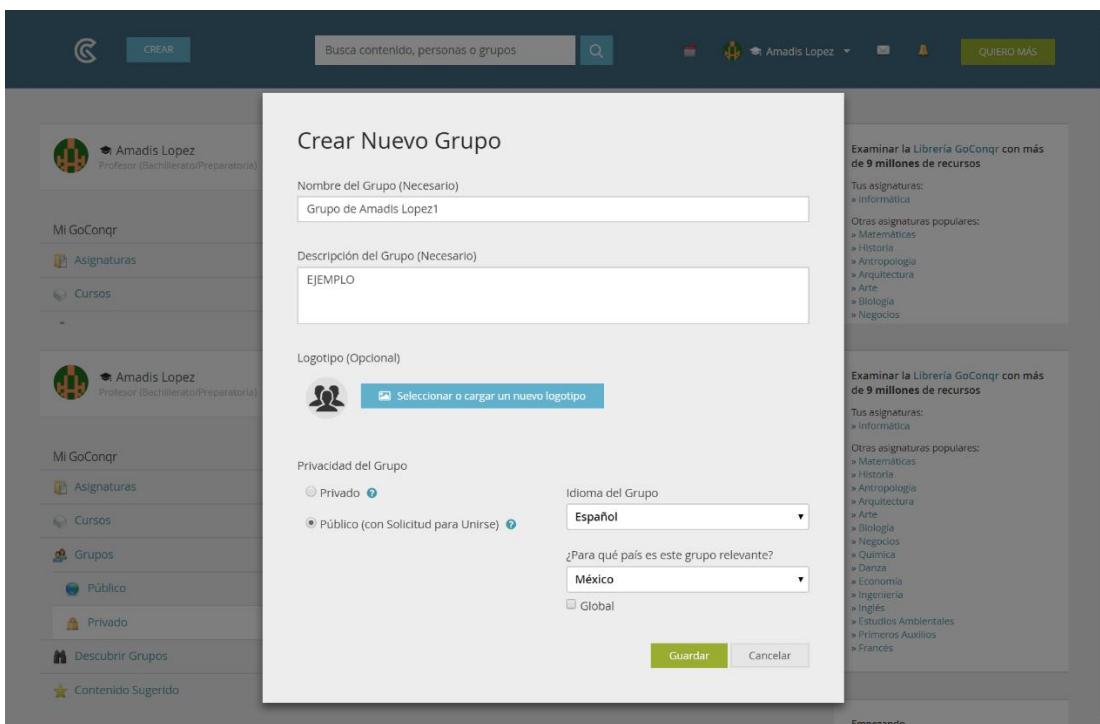 CREAR
Busca contenido, personas o grupos
Amadis Lopez
QUIERO MÁS
Amadis Lopez
Profesor (Bachillerato/Preparatoria)
Mi GoConqr
Asignaturas
Cursos
Amadis Lopez
Profesor (Bachillerato/Preparatoria)
Mi GoConqr
Asignaturas
Cursos
Grupos
Público
Privado
Descubrir Grupos
Contenido Sugerido
Crear Nuevo Grupo
Nombre del Grupo (Necesario)
Grupo de Amadis Lopez1
Descripción del Grupo (Necesario)
EJEMPLO
Logotipo (Opcional)
Seleccionar o cargar un nuevo logotipo
Privacidad del Grupo
Privado
Público (con Solicitud para Unirse)
Idioma del Grupo
Español
¿Para qué país es este grupo relevante?
México
Global
Guardar
Cancelar
Examinar la Librería GoConqr con más
de 9 millones de recursos
Tus asignaturas:
» Informática
Otras asignaturas populares:
» Matemáticas
» Historia
» Antropología
» Arquitectura
» Arte
» Biología
» Negocios
Examinar la Librería GoConqr con más
de 9 millones de recursos
Tus asignaturas:
» Informática
Otras asignaturas populares:
» Matemáticas
» Historia
» Antropología
» Arquitectura
» Arte
» Biología
» Negocios
» Química
» Danza
» Economía
» Ingeniería
» Inglés
» Estudios Ambientales
» Primeros Auxilios
» Francés
Empezando